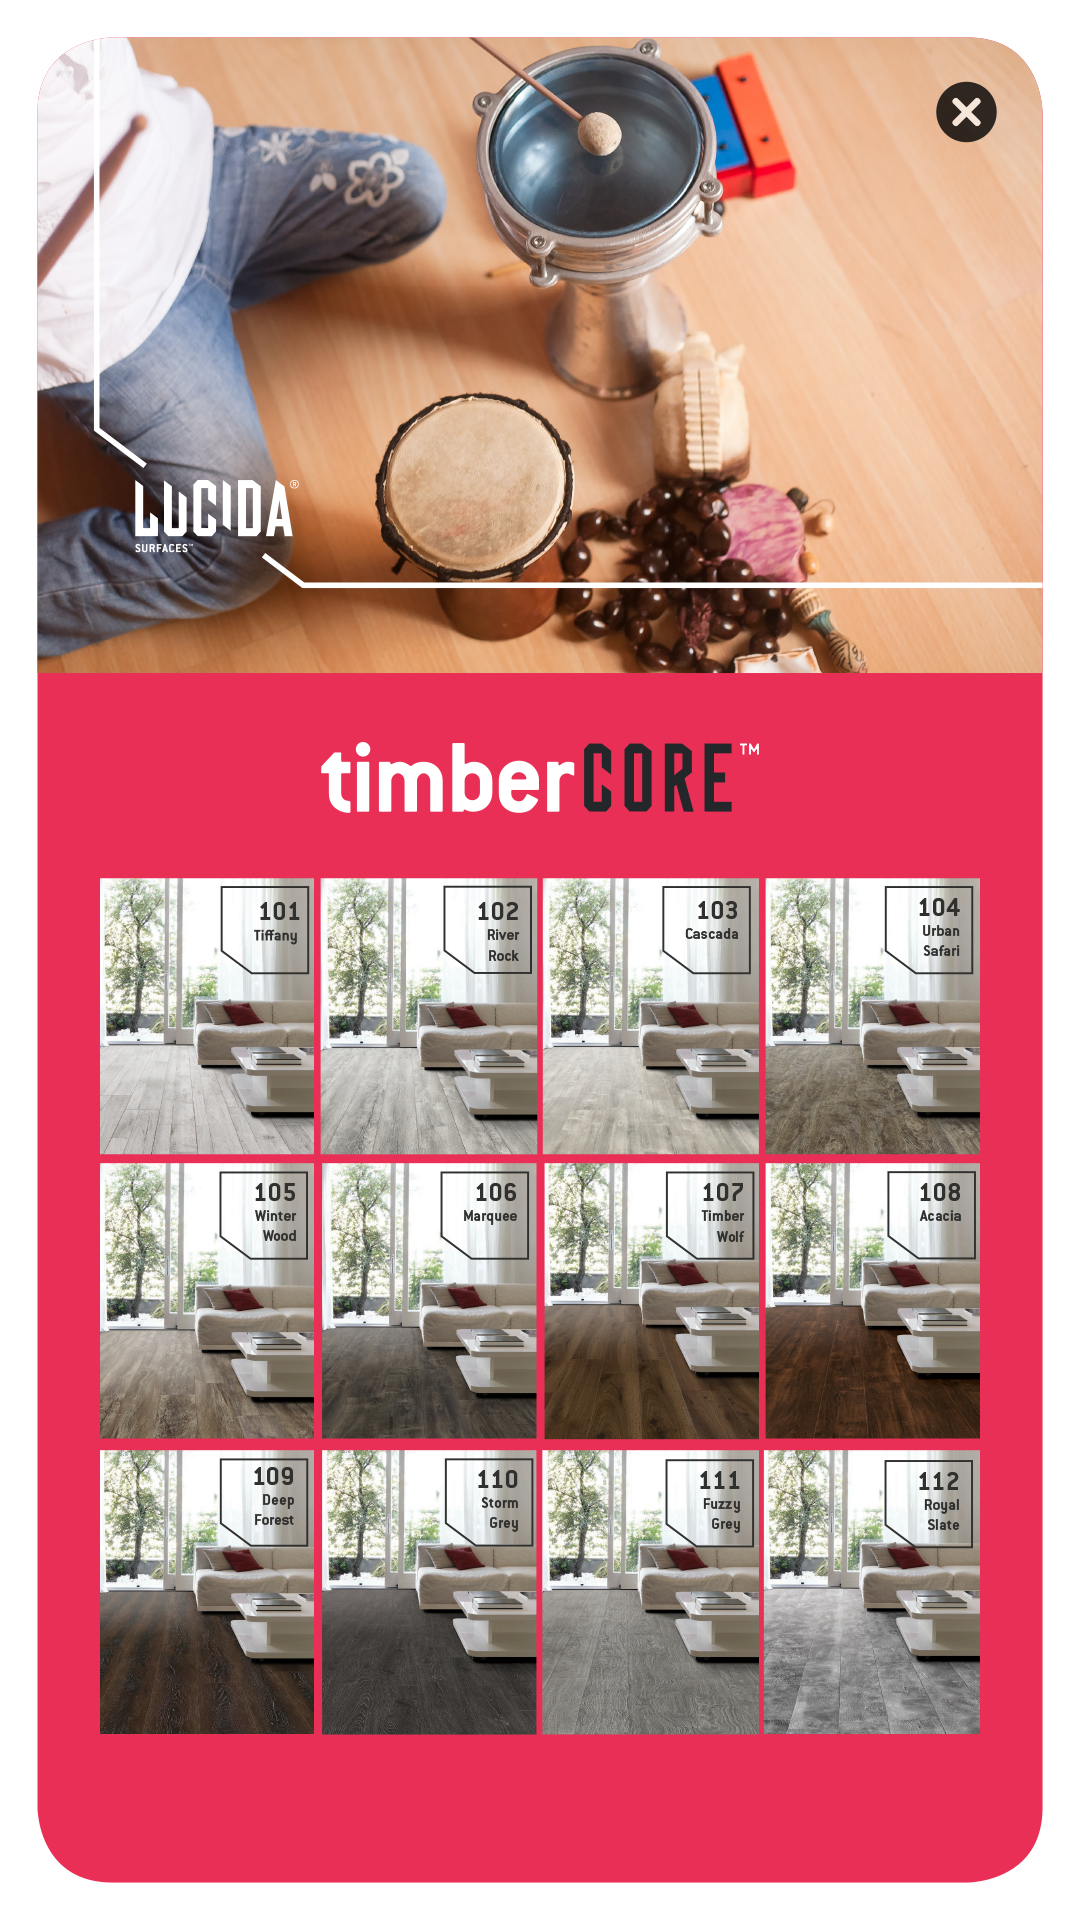 LUCIDA®
SURFACES™
timberCORE™
101
Tiffany
102
River
Rock
103
Cascada
104
Urban
Safari
105
Winter
Wood
106
Marquee
107
Timber
Wolf
108
Acacia
109
Deep
Forest
110
Storm
Grey
111
Fuzzy
Grey
112
Royal
Slate